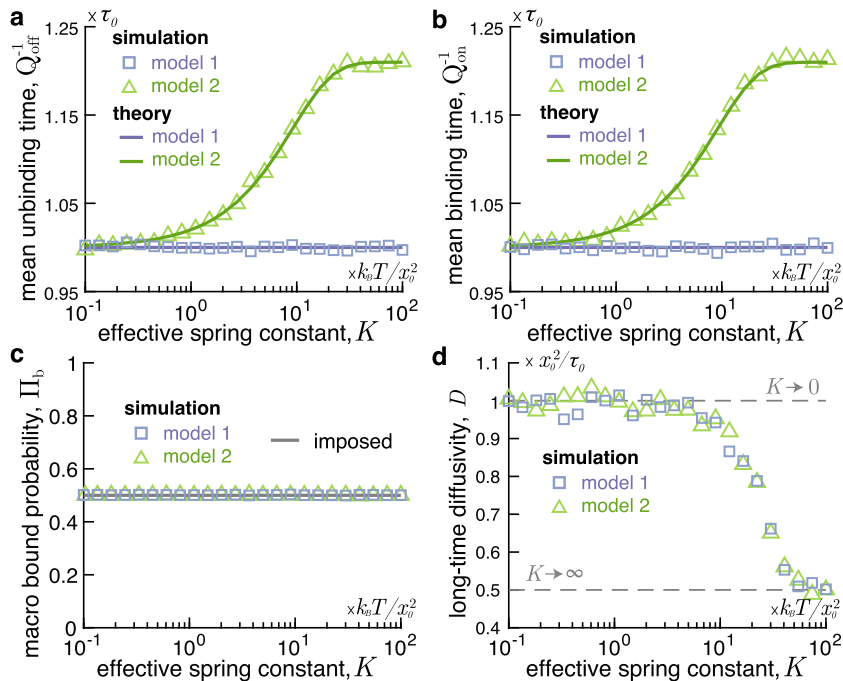 a
× τ₀
1.25
1.15
1.05
0.95
mean unbinding time, Q⁻¹off
simulation
model 1
model 2
theory
model 1
model 2
×kBT/x₀²
10⁻¹ 10⁰ 10¹ 10²
effective spring constant, K
b
× τ₀
1.25
1.15
1.05
0.95
mean binding time, Q⁻¹on
simulation
model 1
model 2
theory
model 1
model 2
×kBT/x₀²
10⁻¹ 10⁰ 10¹ 10²
effective spring constant, K
c
1
0.8
0.6
0.4
0.2
0
macro bound probability, Πb
simulation
model 1
model 2
imposed
×kBT/x₀²
10⁻¹ 10⁰ 10¹ 10²
effective spring constant, K
d
× x₀²/τ₀
1.1
1
0.9
0.8
0.7
0.6
0.5
0.4
long-time diffusivity, D
K→0
simulation
model 1
model 2
K→∞
×kBT/x₀²
10⁻¹ 10⁰ 10¹ 10²
effective spring constant, K